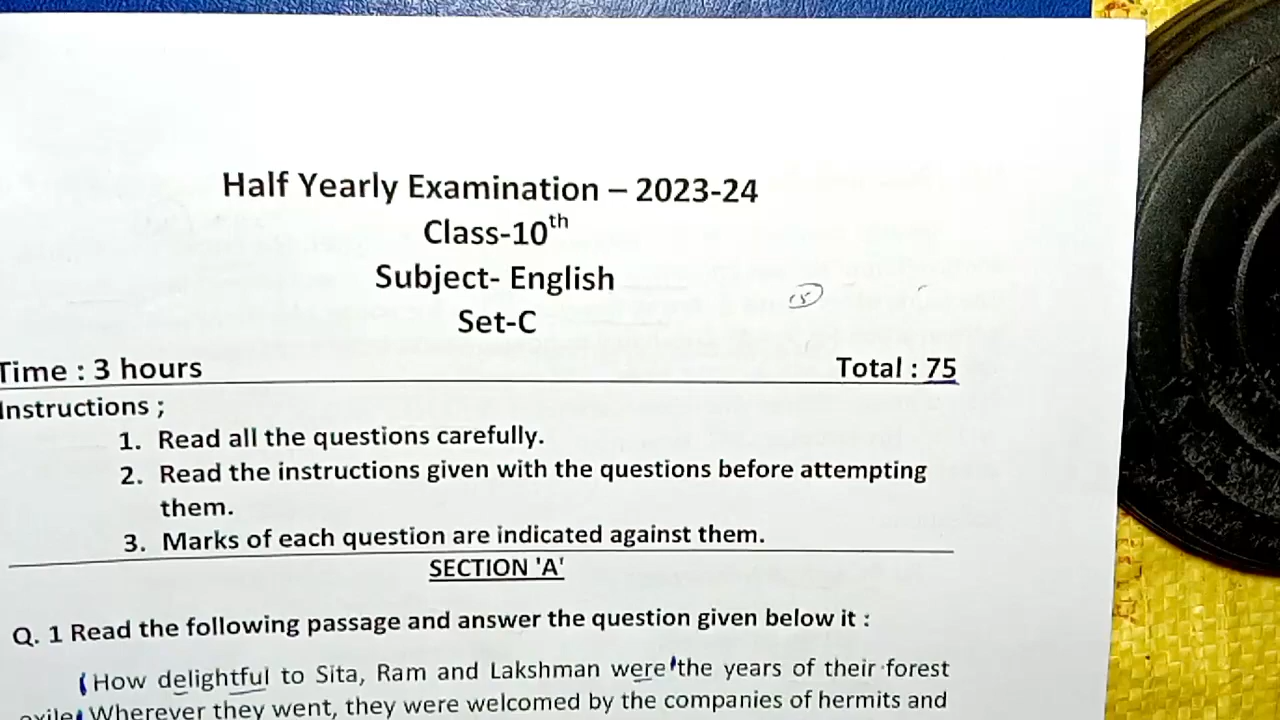 Half Yearly Examination – 2023-24
Class-10th
Subject- English
Set-C
Time : 3 hours Total : 75
Instructions ;
1. Read all the questions carefully.
2. Read the instructions given with the questions before attempting
them.
3. Marks of each question are indicated against them.
SECTION 'A'
Q. 1 Read the following passage and answer the question given below it :
How delightful to Sita, Ram and Lakshman were the years of their forest
exile. Wherever they went, they were welcomed by the companies of hermits and